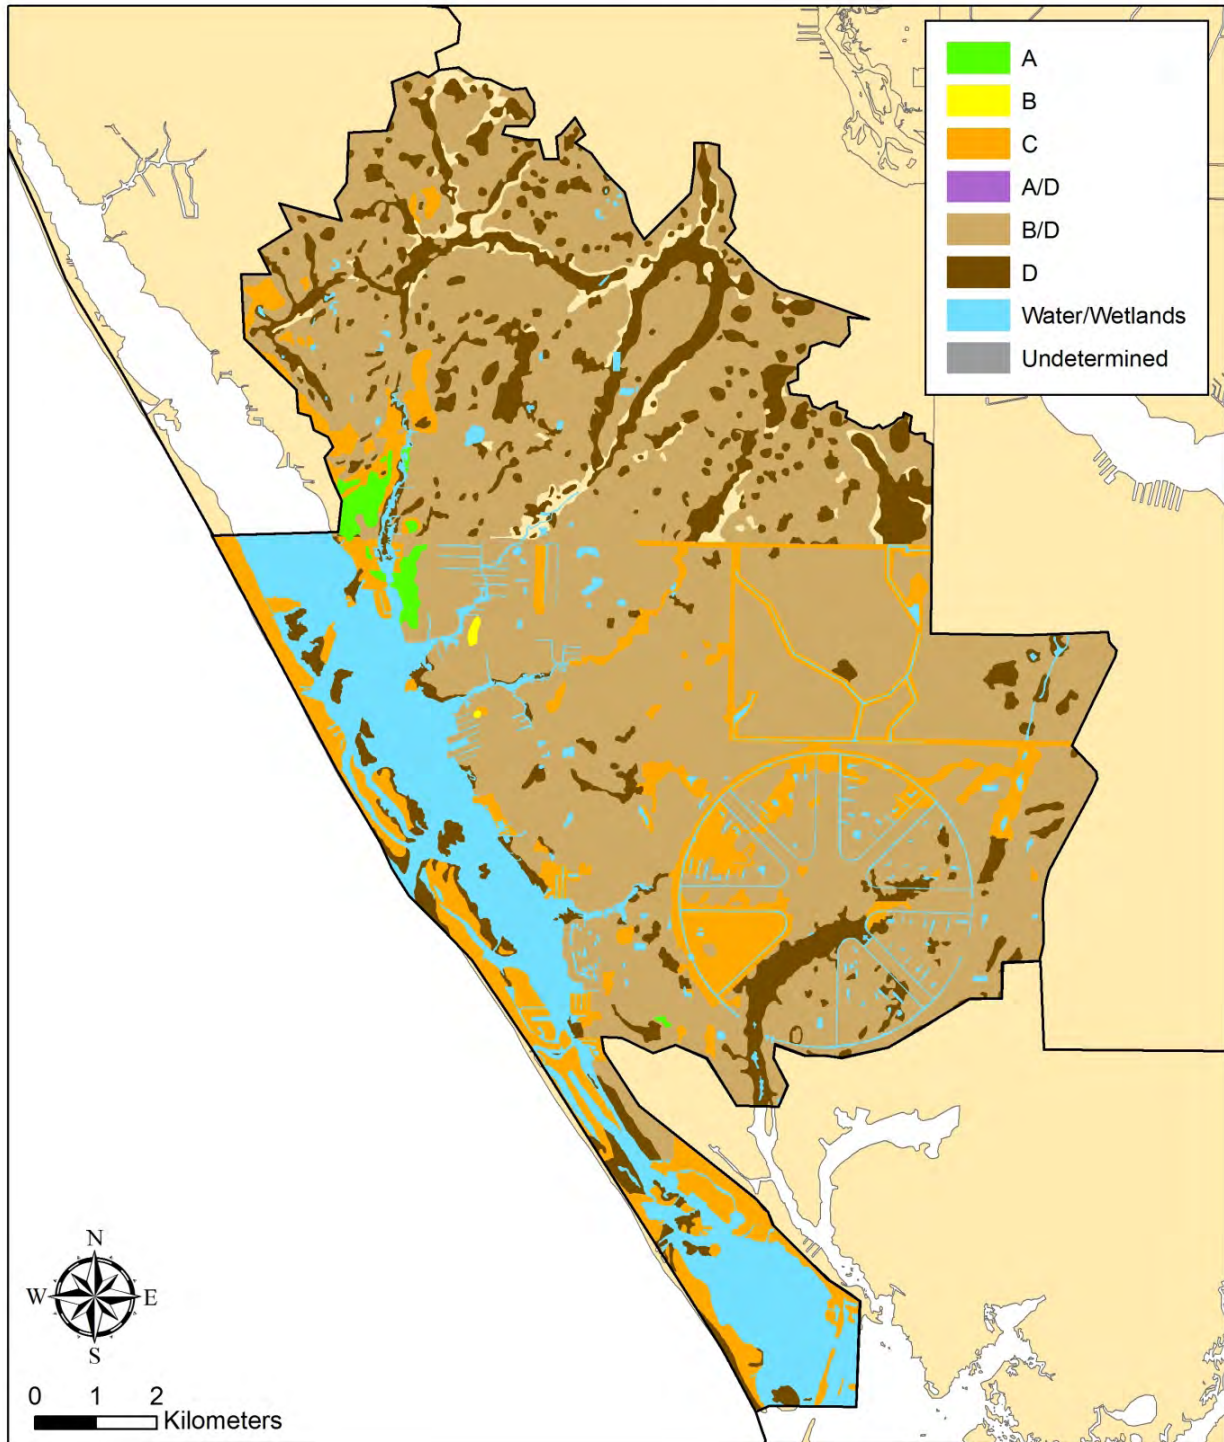 A
B
C
A/D
B/D
D
Water/Wetlands
Undetermined
N
W E
S
0 1 2
Kilometers